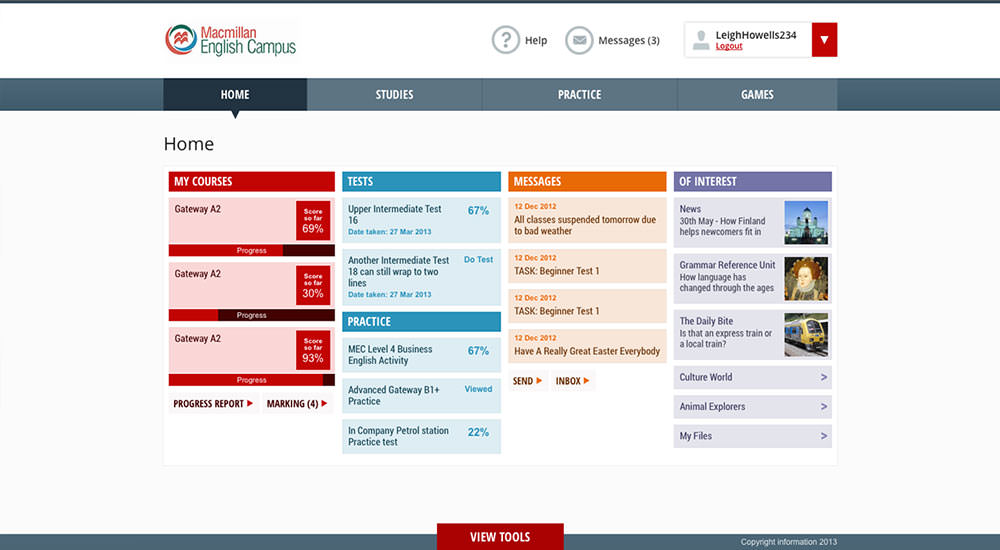 Macmillan
English Campus
Help
Messages (3)
LeighHowells234
Logout
HOME
STUDIES
PRACTICE
GAMES
Home
MY COURSES
Gateway A2
Score
so far
69%
Progress
Gateway A2
Score
so far
30%
Progress
Gateway A2
Score
so far
93%
Progress
PROGRESS REPORT
MARKING (4)
TESTS
Upper Intermediate Test
16
67%
Date taken: 27 Mar 2013
Another Intermediate Test
18 can still wrap to two
lines
Do Test
Date taken: 27 Mar 2013
PRACTICE
MEC Level 4 Business
English Activity
67%
Advanced Gateway B1+
Practice
Viewed
In Company Petrol station
Practice test
22%
MESSAGES
12 Dec 2012
All classes suspended tomorrow due
to bad weather
12 Dec 2012
TASK: Beginner Test 1
12 Dec 2012
TASK: Beginner Test 1
12 Dec 2012
Have A Really Great Easter Everybody
SEND
INBOX
OF INTEREST
News
30th May - How Finland
helps newcomers fit in
Grammar Reference Unit
How language has
changed through the ages
The Daily Bite
Is that an express train or
a local train?
Culture World >
Animal Explorers >
My Files >
VIEW TOOLS
Copyright information 2013